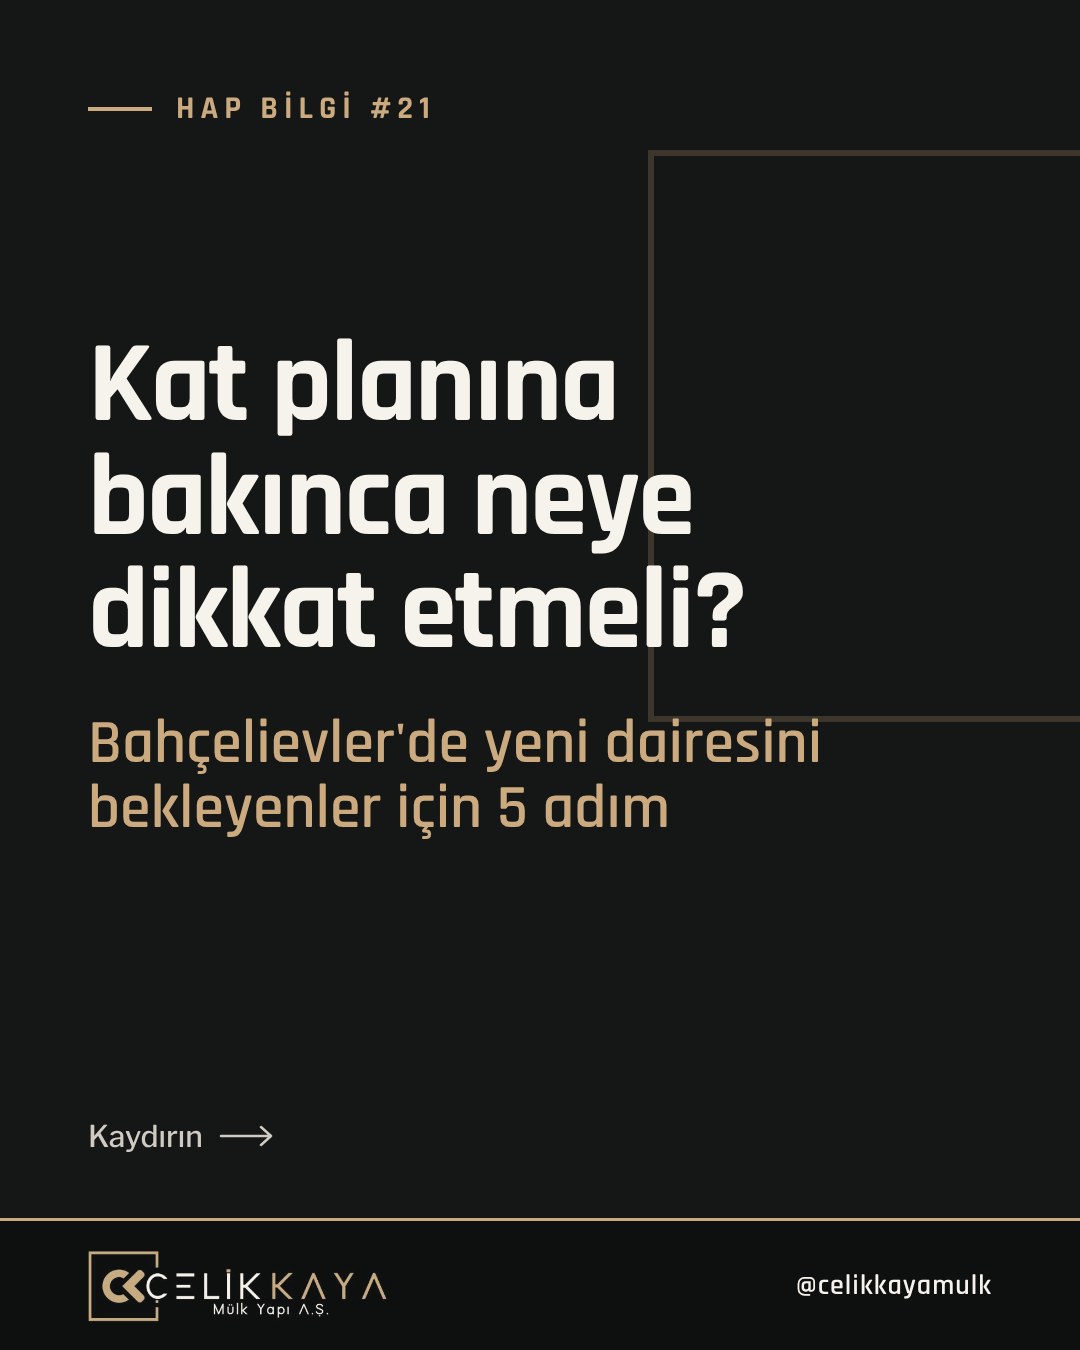 HAP BİLGİ #21
Kat planına
bakınca neye
dikkat etmeli?
Bahçelievler'de yeni dairesini
bekleyenler için 5 adım
Kaydırın
ÇELİKKAYA
Mülk Yapı A.Ş.
@celikkayamulk